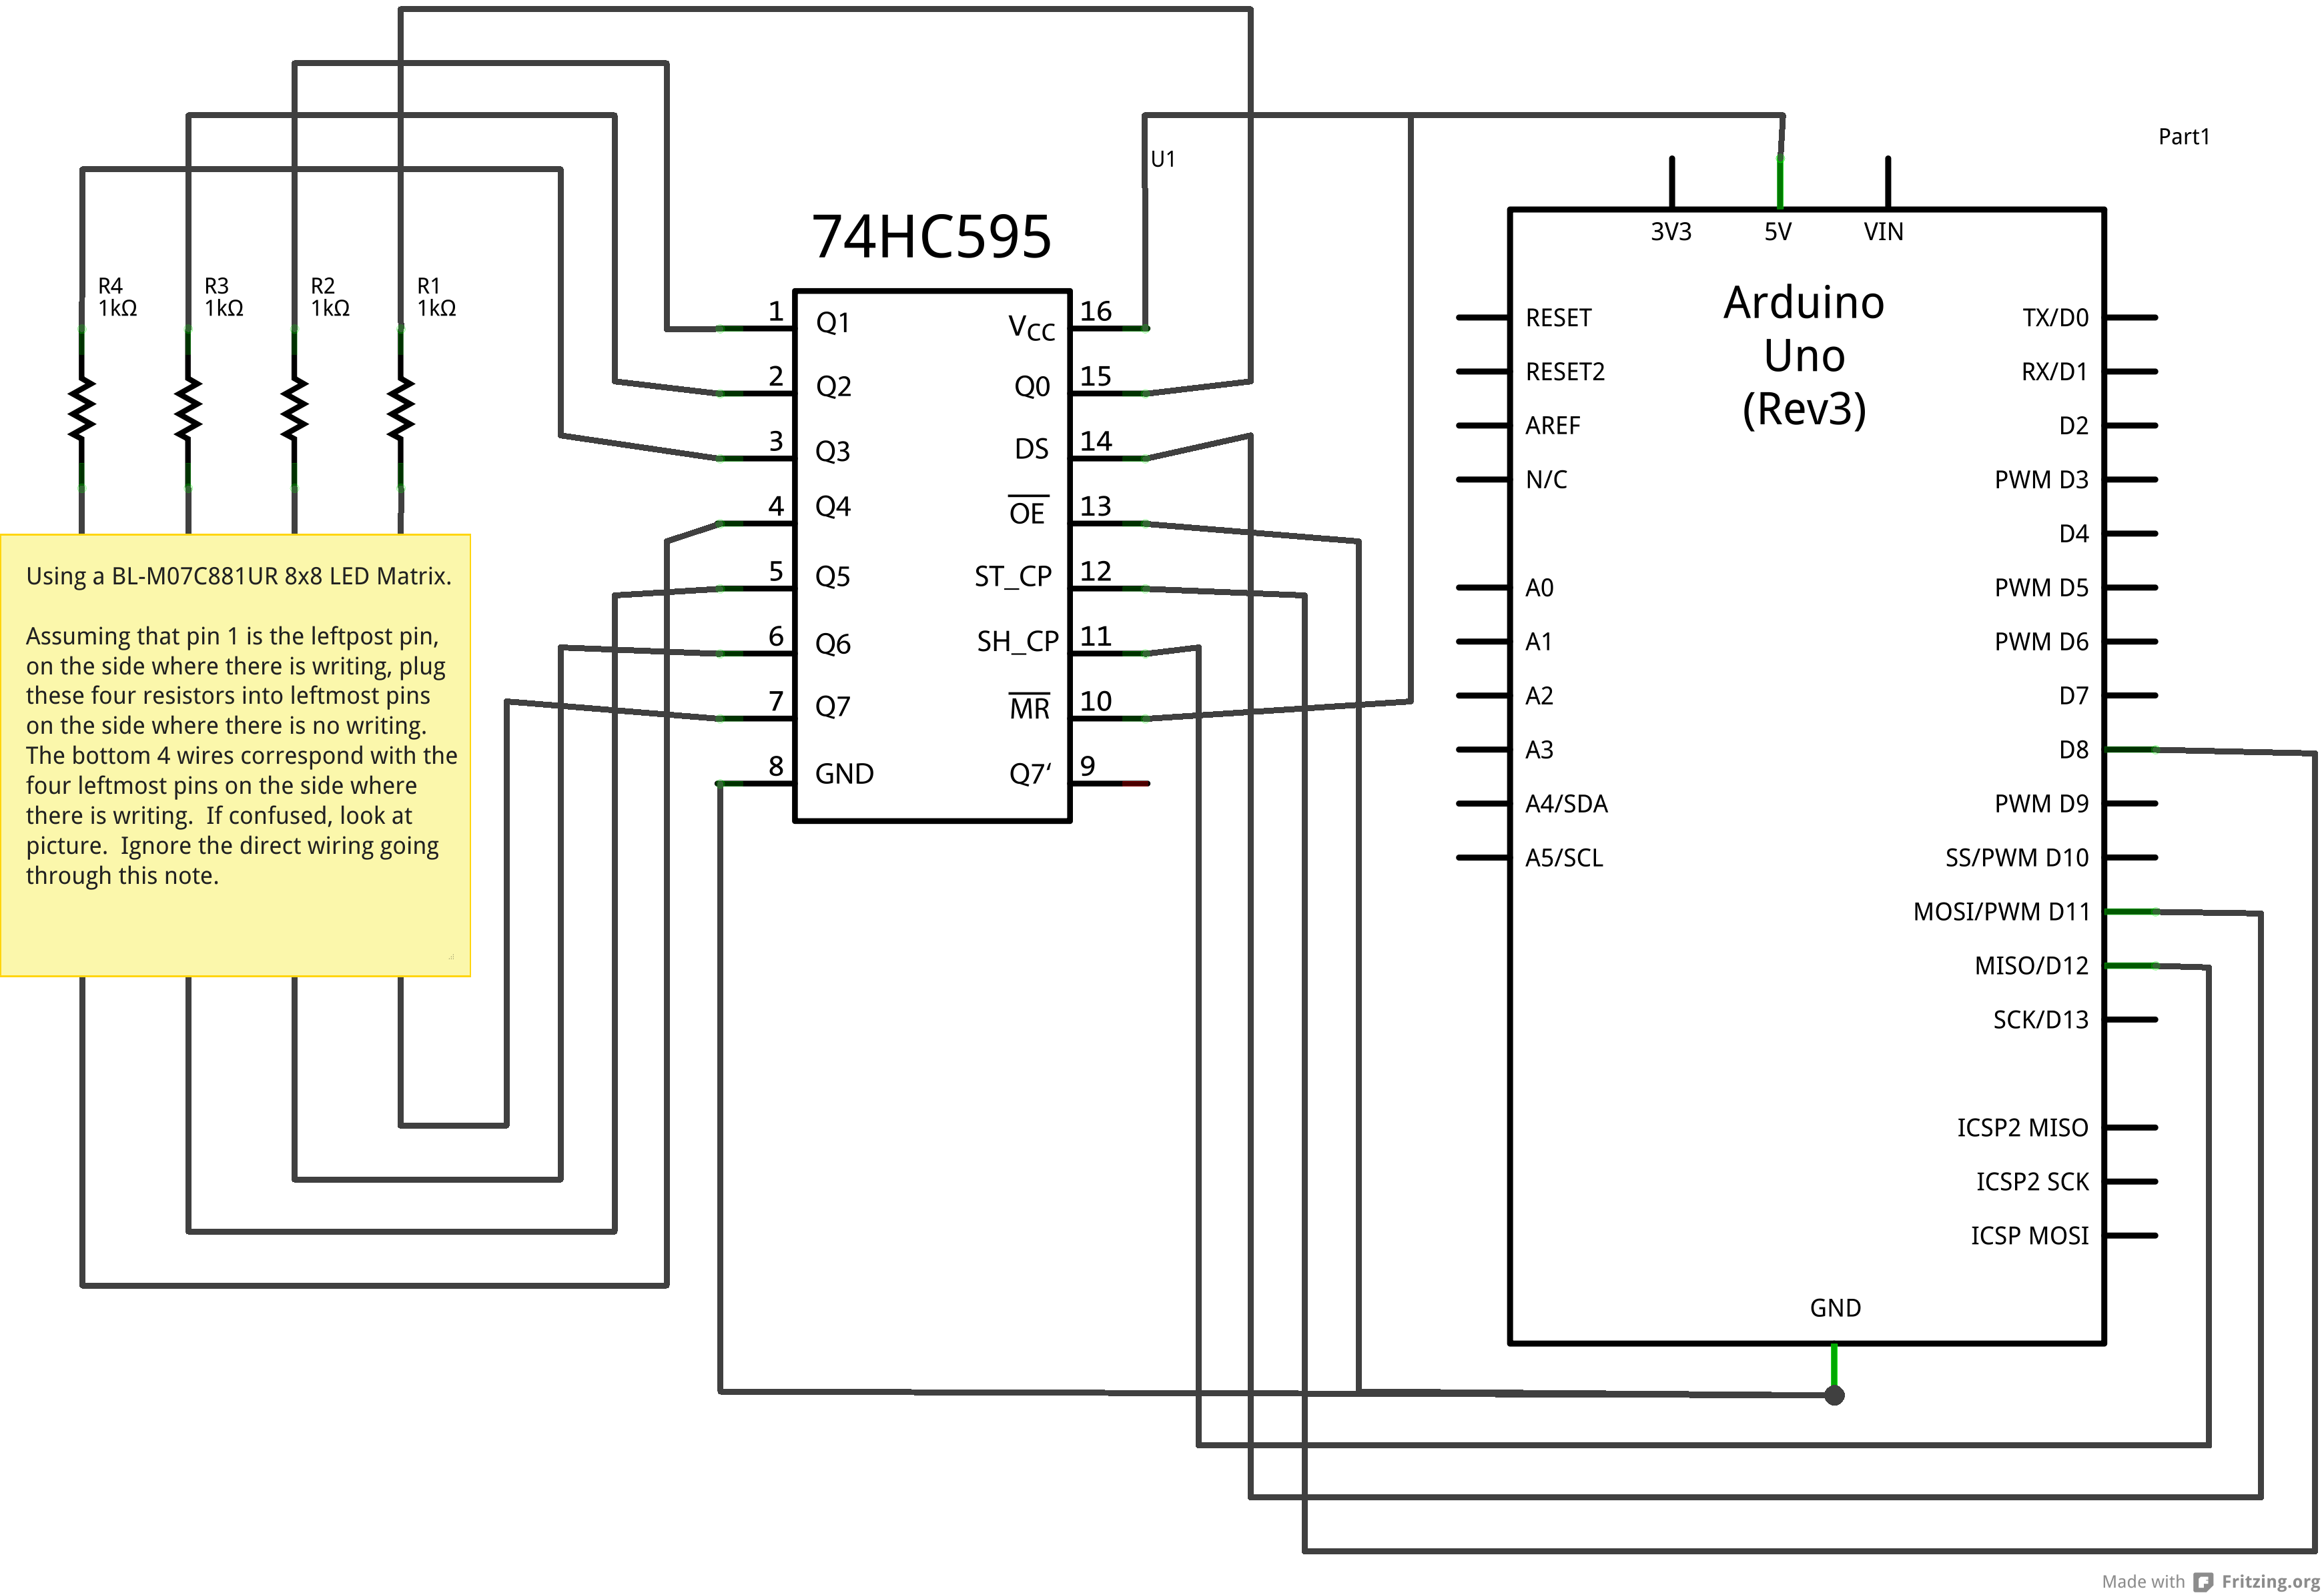 U1
Part1
74HC595
3V3
5V
VIN
R4
1kΩ
R3
1kΩ
R2
1kΩ
R1
1kΩ
1
Q1
2
Q2
3
Q3
4
Q4
5
Q5
6
Q6
7
Q7
8
GND
VCC
16
Q0
15
DS
14
OE
13
ST_CP
12
SH_CP
11
MR
10
Q7‘
9
Arduino
Uno
(Rev3)
RESET
RESET2
AREF
N/C
A0
A1
A2
A3
A4/SDA
A5/SCL
TX/D0
RX/D1
D2
PWM D3
D4
PWM D5
PWM D6
D7
D8
PWM D9
SS/PWM D10
MOSI/PWM D11
MISO/D12
SCK/D13
ICSP2 MISO
ICSP2 SCK
ICSP MOSI
GND
Using a BL-M07C881UR 8x8 LED Matrix.
Assuming that pin 1 is the leftpost pin,
on the side where there is writing, plug
these four resistors into leftmost pins
on the side where there is no writing.
The bottom 4 wires correspond with the
four leftmost pins on the side where
there is writing.  If confused, look at
picture.  Ignore the direct wiring going
through this note.
Made with Fritzing.org